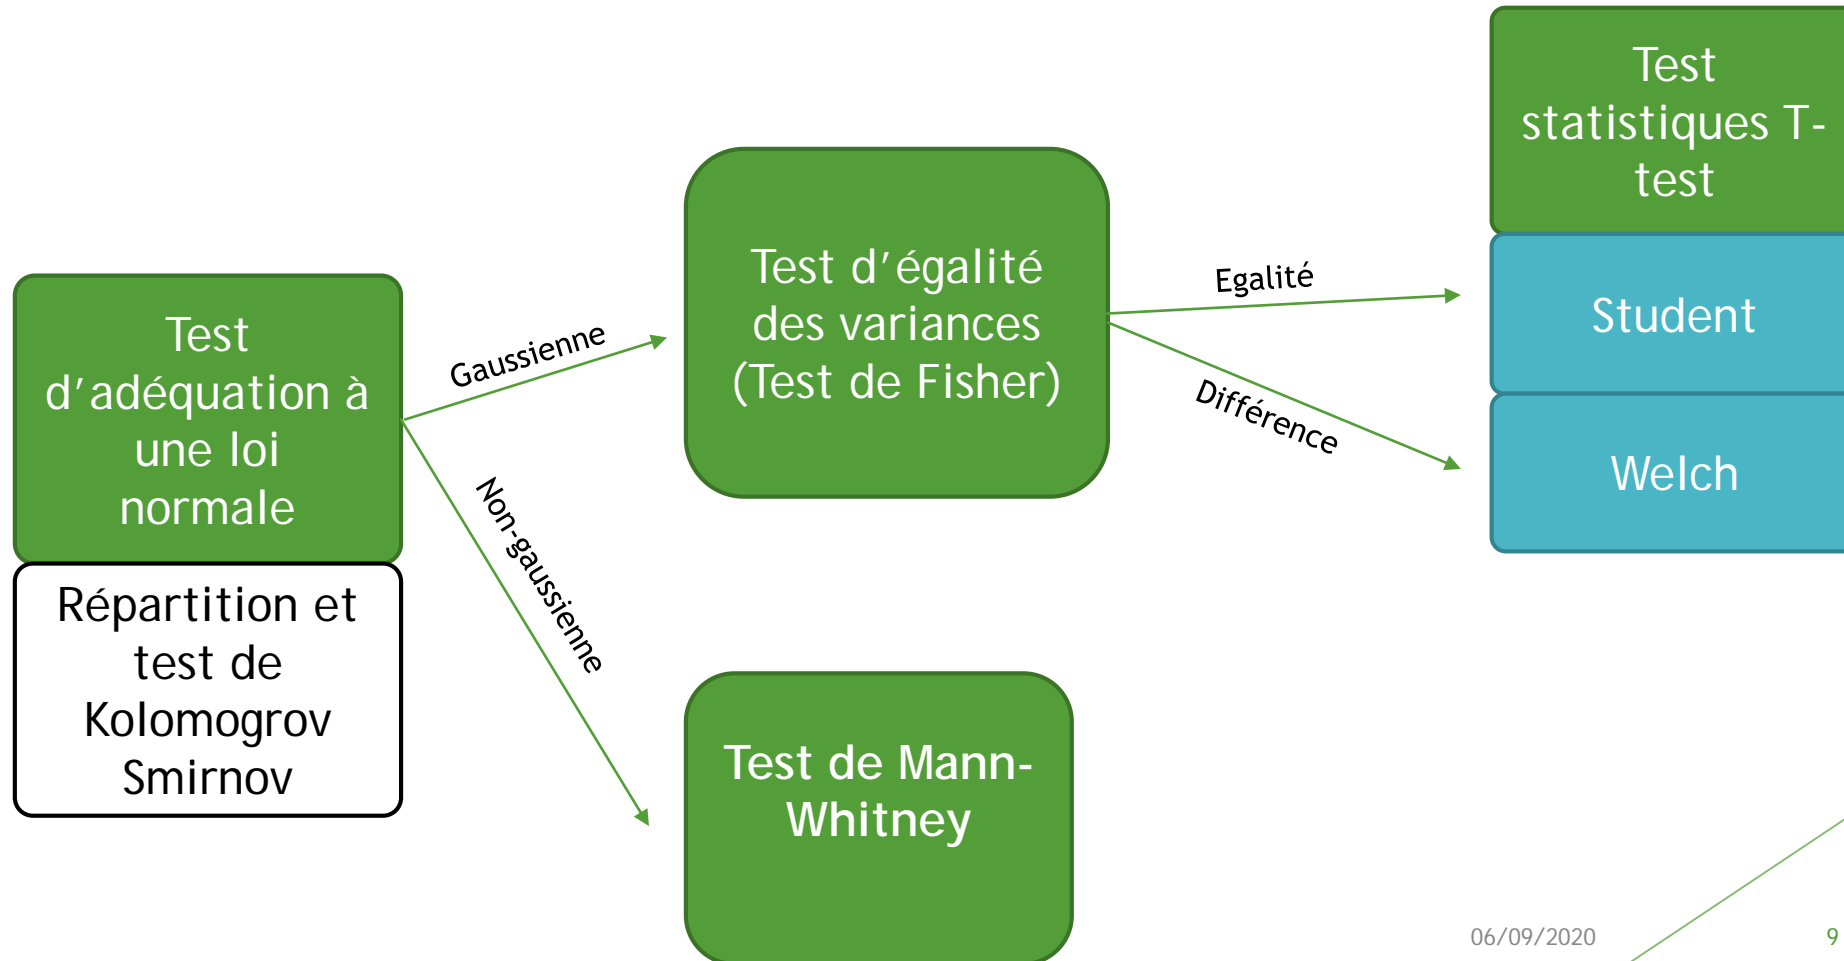 Test
d'adéquation à
une loi
normale
Répartition et
test de
Kolomogrov
Smirnov
Gaussienne
Non-gaussienne
Test d'égalité
des variances
(Test de Fisher)
Test de Mann-
Whitney
Egalité
Différence
Test
statistiques T-
test
Student
Welch
06/09/2020
9